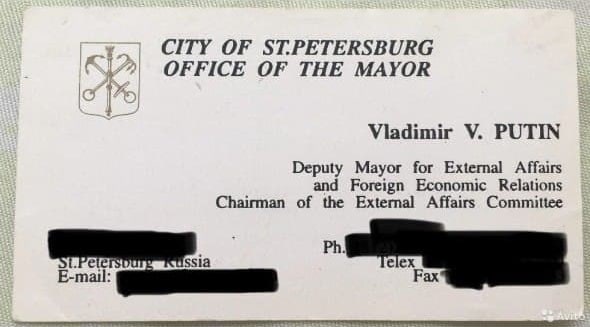 CITY OF ST.PETERSBURG
OFFICE OF THE MAYOR
Vladimir V. PUTIN
Deputy Mayor for External Affairs
and Foreign Economic Relations
Chairman of the External Affairs Committee
Ph.
St.Petersburg Russia
Telex
E-mail:
Fax
Avito